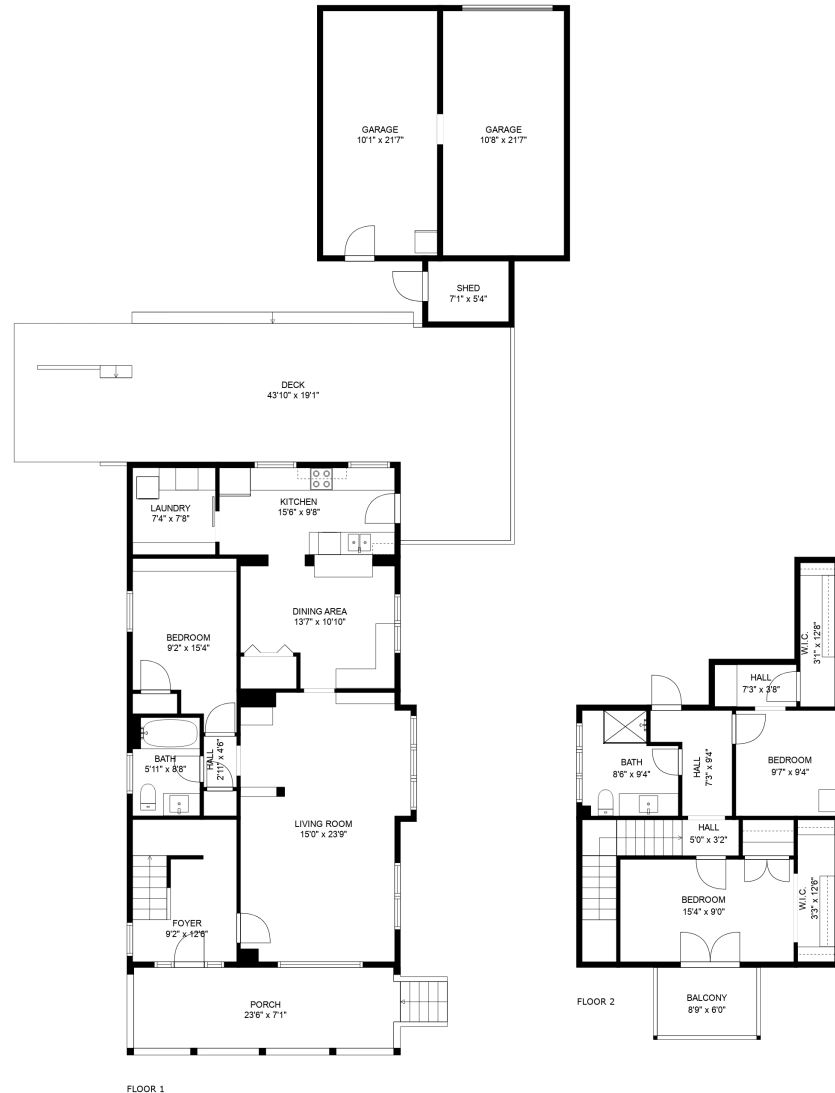 GARAGE
10'1" x 21'7"
GARAGE
10'8" x 21'7"
SHED
7'1" x 5'4"
DECK
43'10" x 19'1"
LAUNDRY
7'4" x 7'8"
KITCHEN
15'6" x 9'8"
DINING AREA
13'7" x 10'10"
BEDROOM
9'2" x 15'4"
BATH
5'11" x 8'8"
HALL
2'11" x 4'6"
LIVING ROOM
15'0" x 23'9"
FOYER
9'2" x 12'6"
PORCH
23'6" x 7'1"
FLOOR 1
W.I.C.
3'1" x 12'8"
HALL
7'3" x 3'8"
BATH
8'6" x 9'4"
HALL
7'3" x 9'4"
BEDROOM
9'7" x 9'4"
HALL
5'0" x 3'2"
BEDROOM
15'4" x 9'0"
W.I.C.
3'3" x 12'6"
BALCONY
8'9" x 6'0"
FLOOR 2